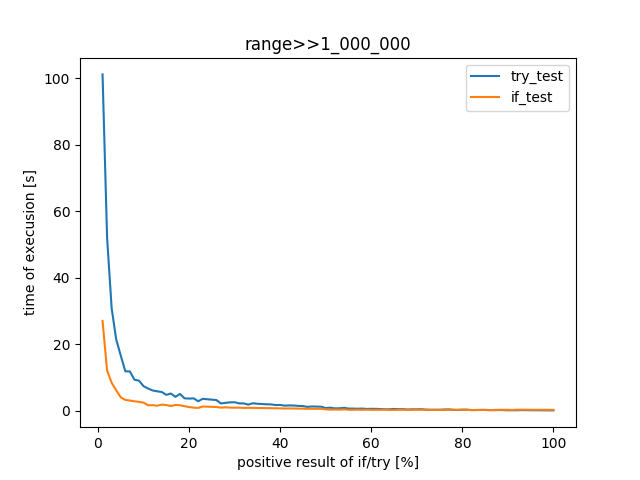 range>>1_000_000
try_test
if_test
time of execusion [s]
100
80
60
40
20
0
0 20 40 60 80 100
positive result of if/try [%]